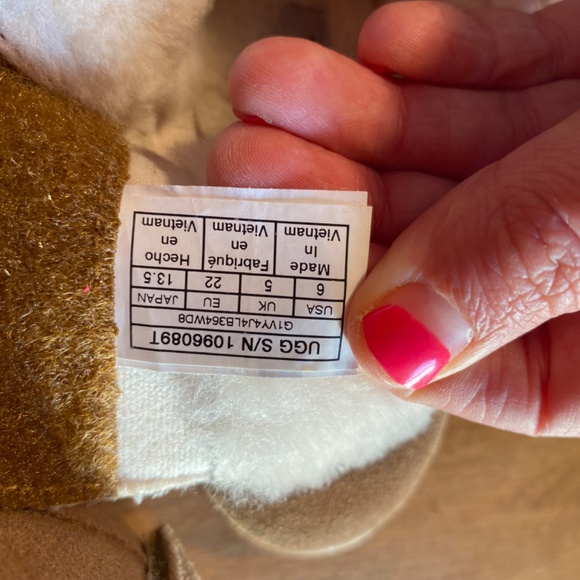 UGG S/N 1096089T
G1VY4J4LB364WD8
USA UK EU JAPAN
6 5 22 13.5
Made Fabriqué Hecho
In en en
Vietnam Vietnam Vietnam